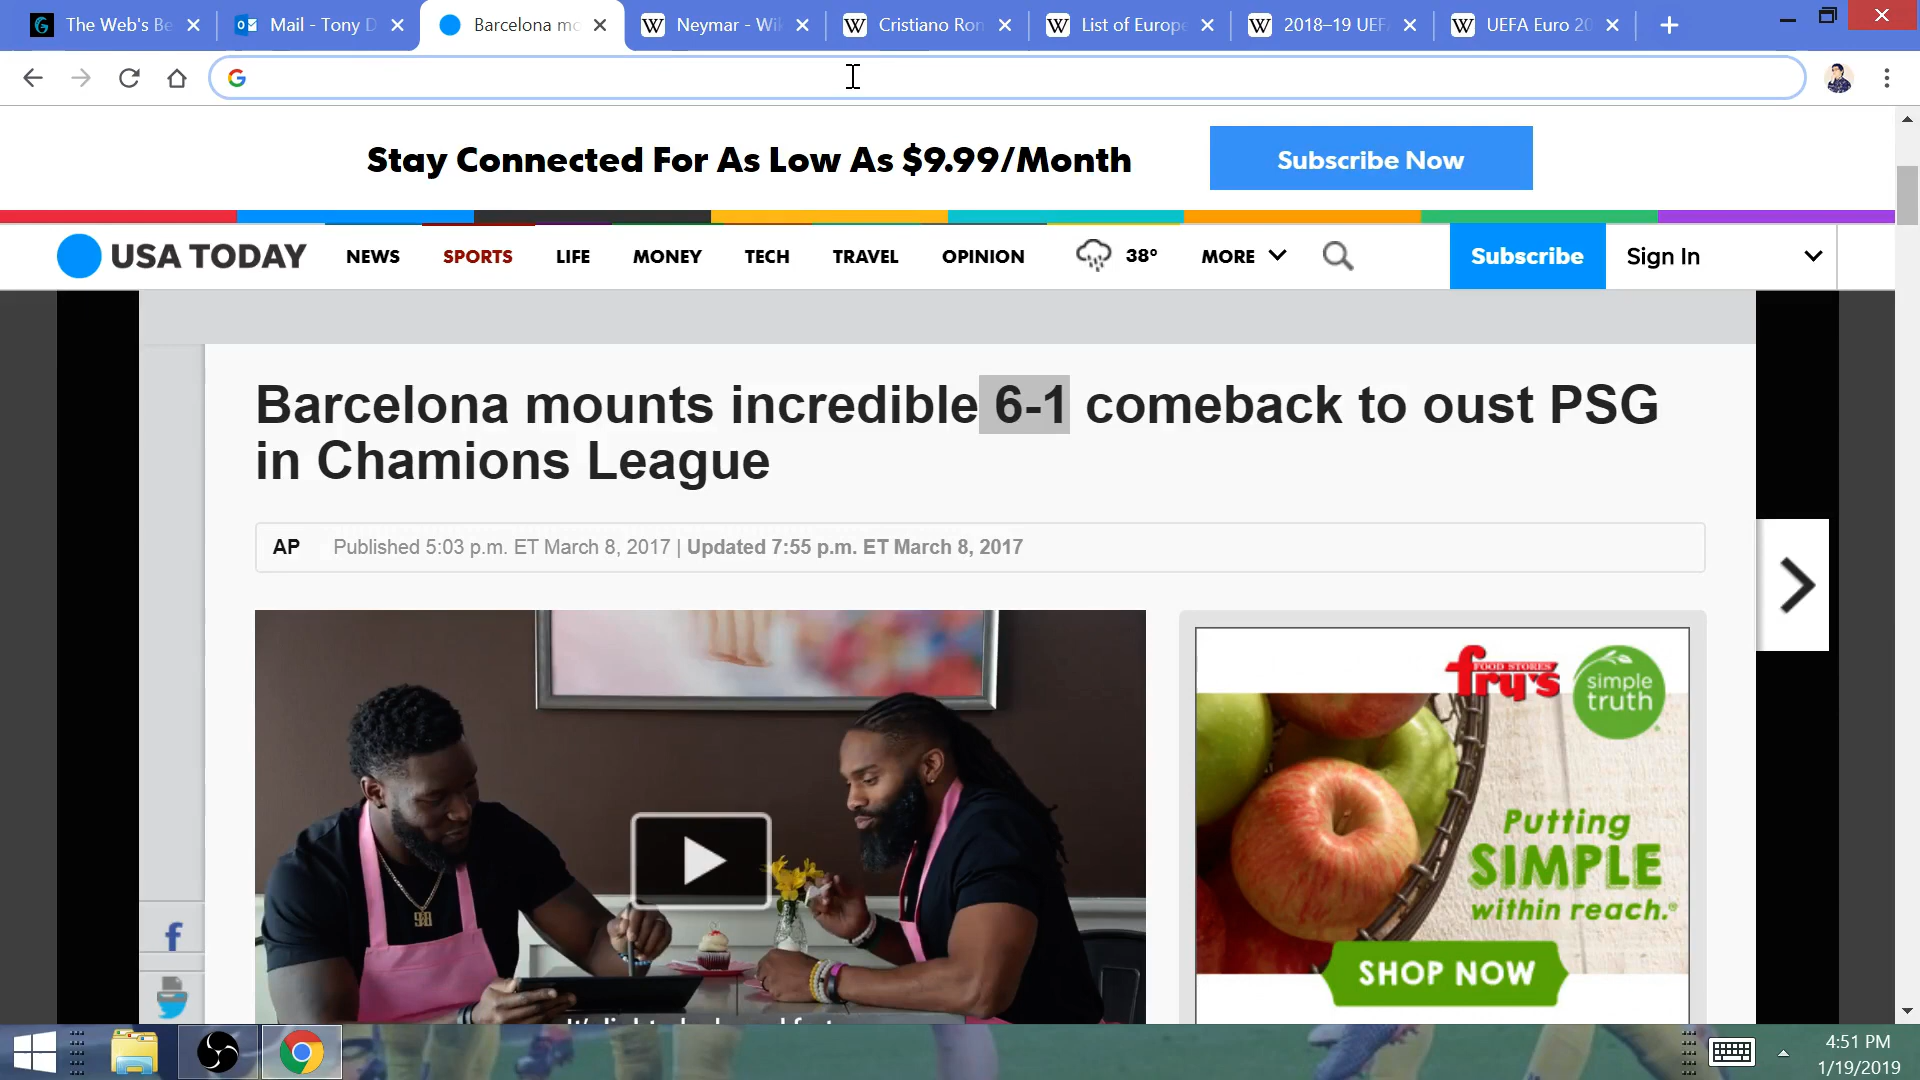 The Web's Be
Mail - Tony D
Barcelona mo
Neymar - Wik
Cristiano Ron
List of Europe
2018–19 UEFA
UEFA Euro 20
Stay Connected For As Low As $9.99/Month
Subscribe Now
USA TODAY
NEWS
SPORTS
LIFE
MONEY
TECH
TRAVEL
OPINION
38°
MORE
Subscribe
Sign In
Barcelona mounts incredible 6-1 comeback to oust PSG
in Chamions League
AP
Published 5:03 p.m. ET March 8, 2017 | Updated 7:55 p.m. ET March 8, 2017
fry's
FOOD STORES
simple
truth
Putting
SIMPLE
within reach.®
SHOP NOW
4:51 PM
1/19/2019